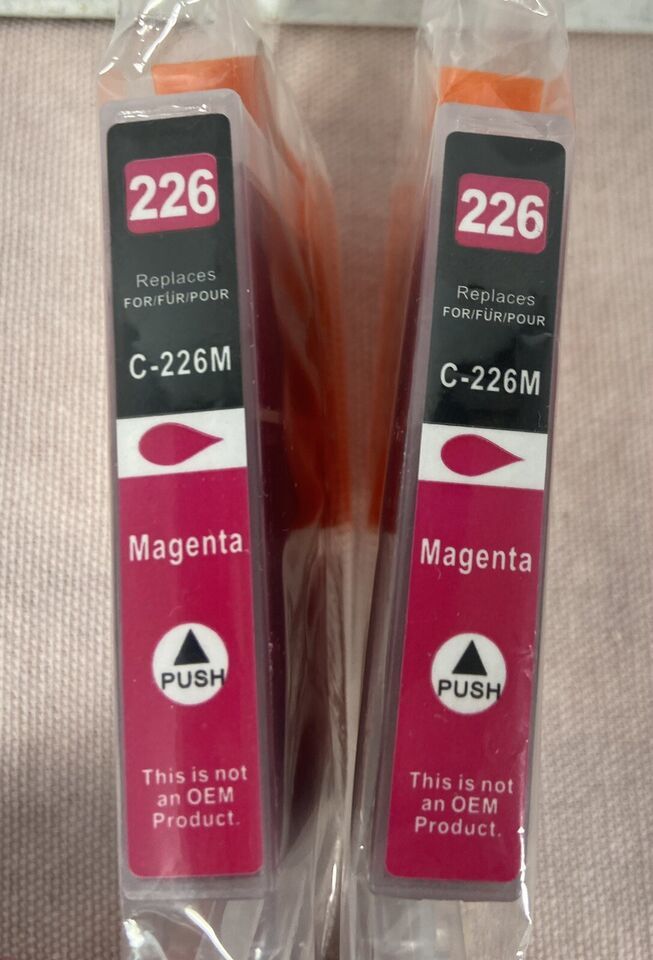 226
Replaces
FOR/FÜR/POUR
C-226M
Magenta
PUSH
This is not
an OEM
Product.
226
Replaces
FOR/FÜR/POUR
C-226M
Magenta
PUSH
This is not
an OEM
Product.